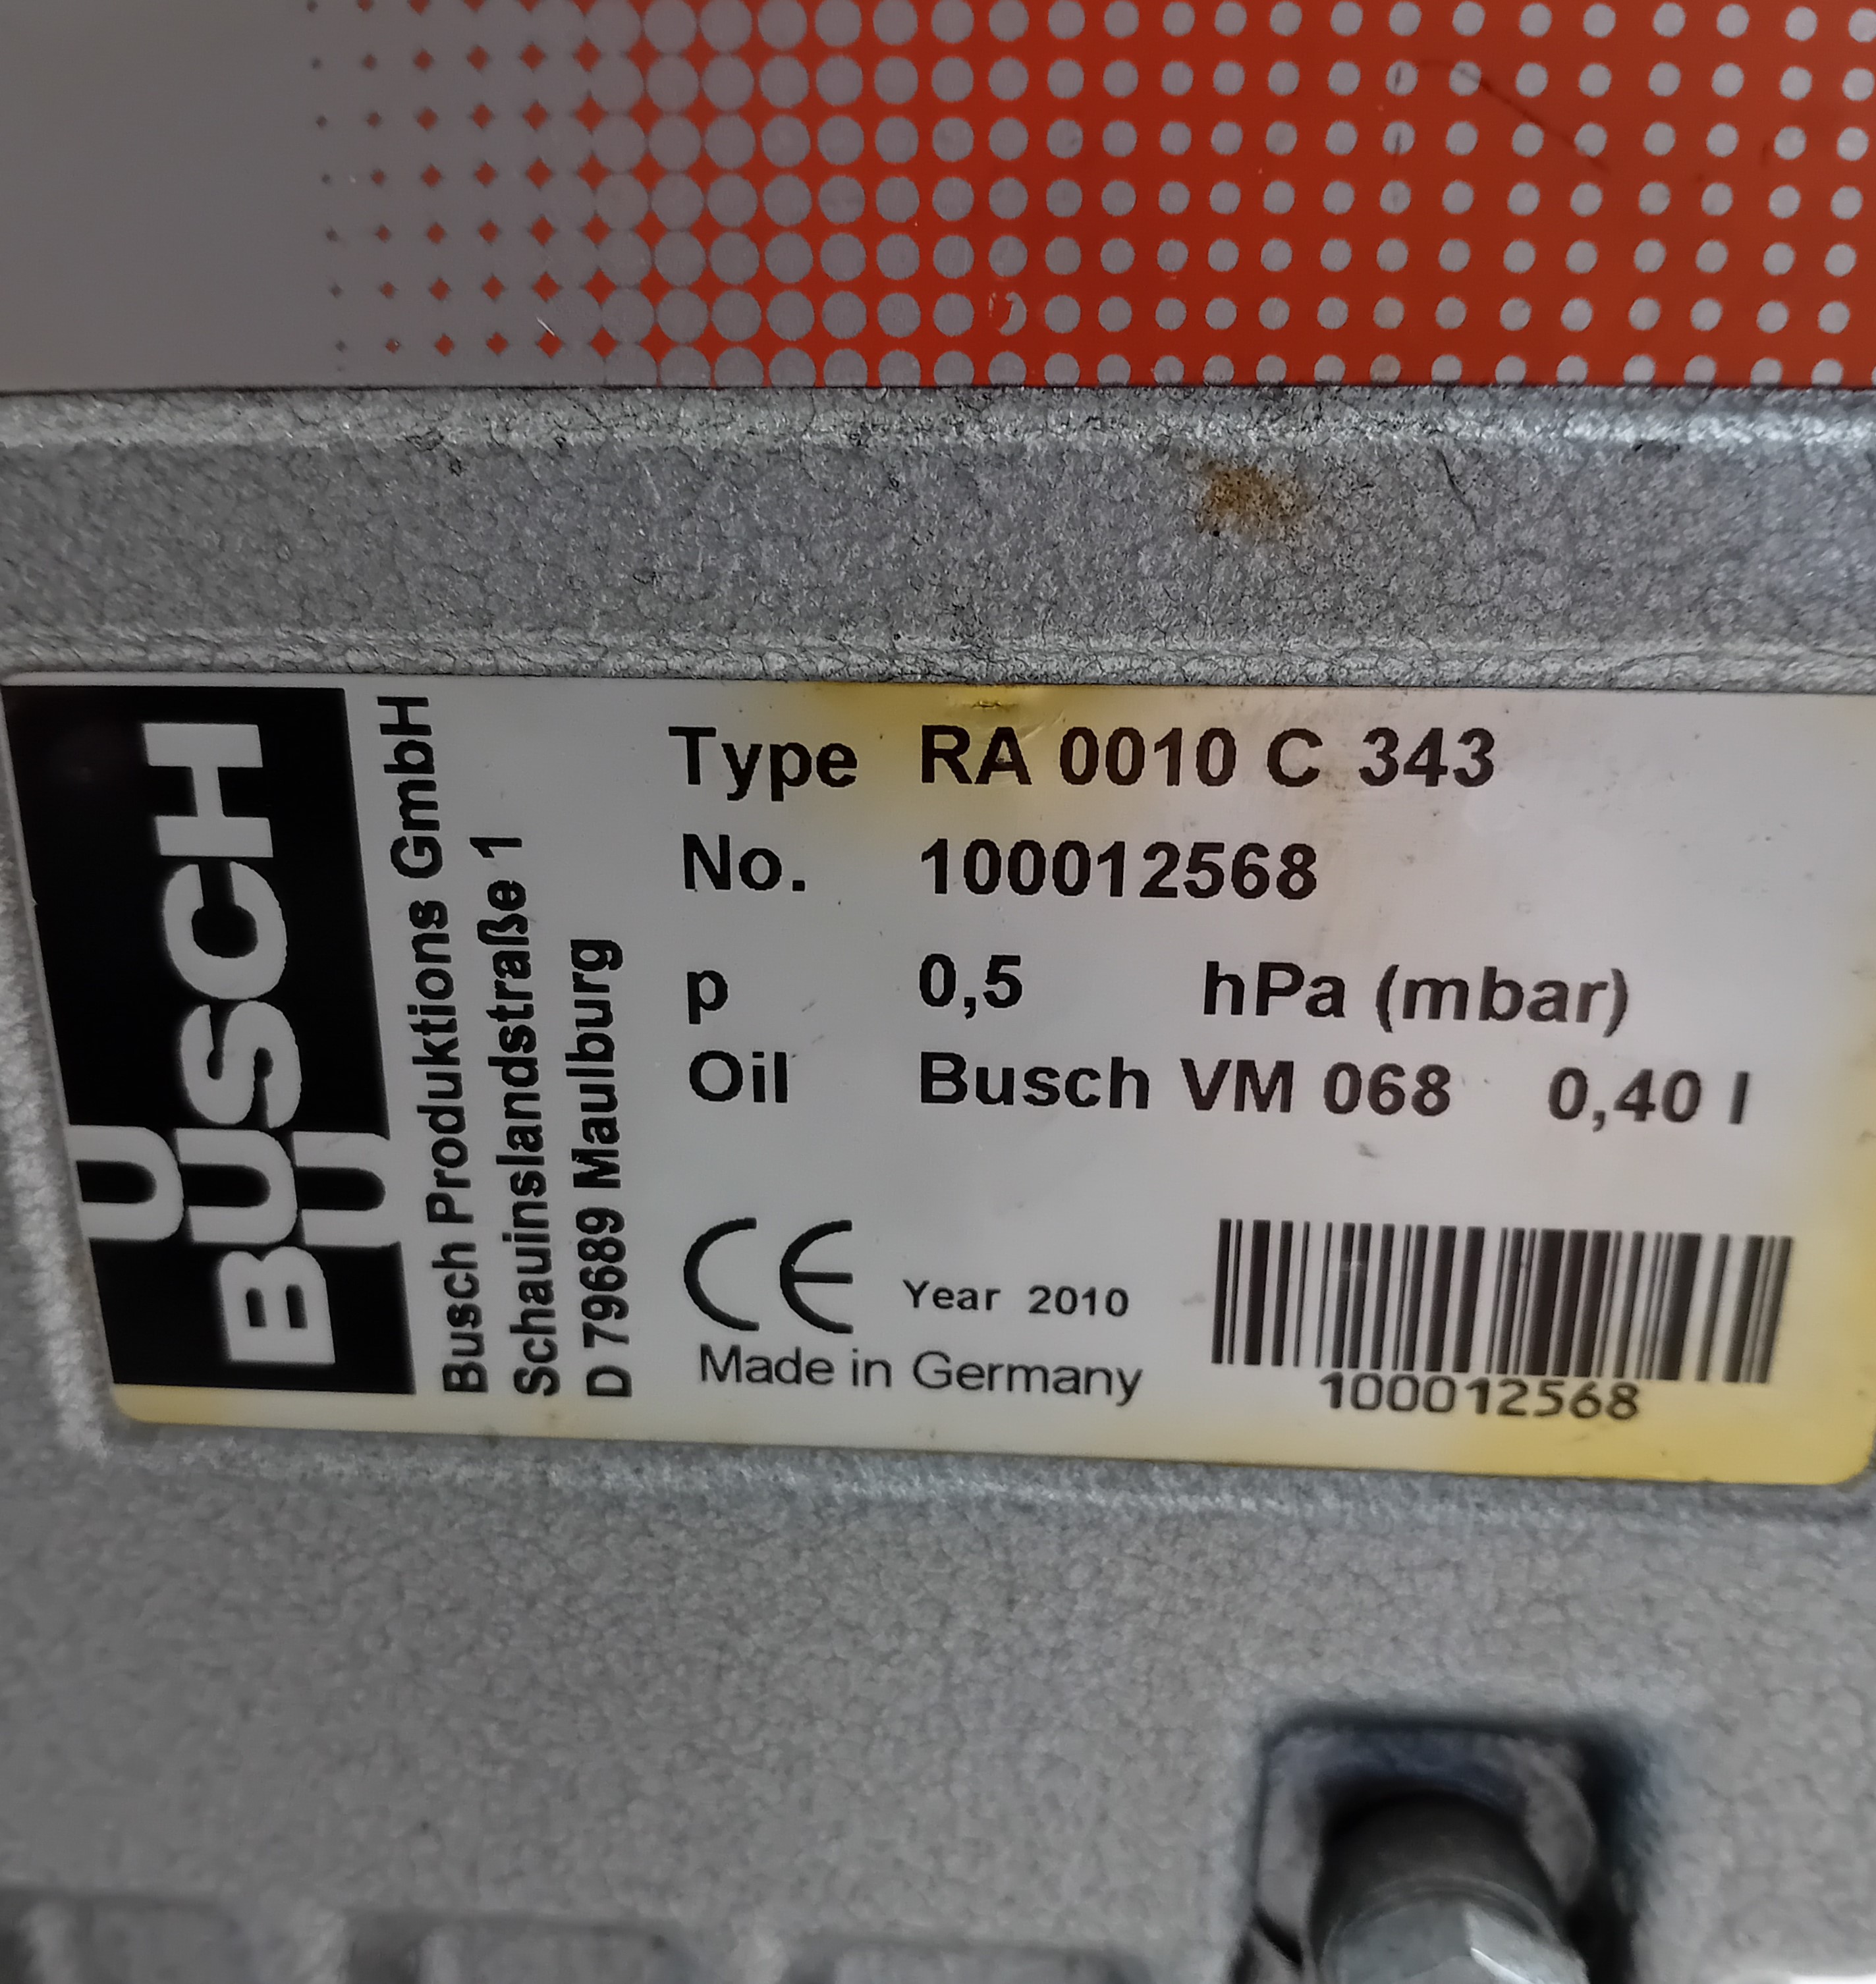 BUSCH
Busch Produktions GmbH
Schauinslandstraße 1
D 79689 Maulburg
Type RA 0010 C 343
No. 100012568
p 0,5 hPa (mbar)
Oil Busch VM 068 0,40 l
CE Year 2010
Made in Germany
100012568